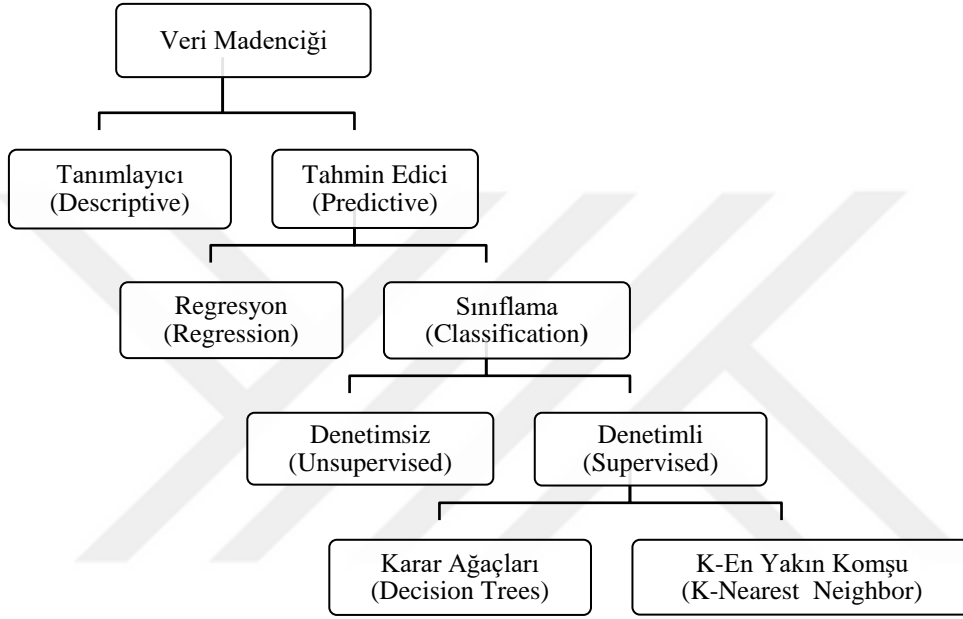 Veri Madenciği
Tanımlayıcı
(Descriptive)
Tahmin Edici
(Predictive)
Regresyon
(Regression)
Sınıflama
(Classification)
Denetimsiz
(Unsupervised)
Denetimli
(Supervised)
Karar Ağaçları
(Decision Trees)
K-En Yakın Komşu
(K-Nearest Neighbor)